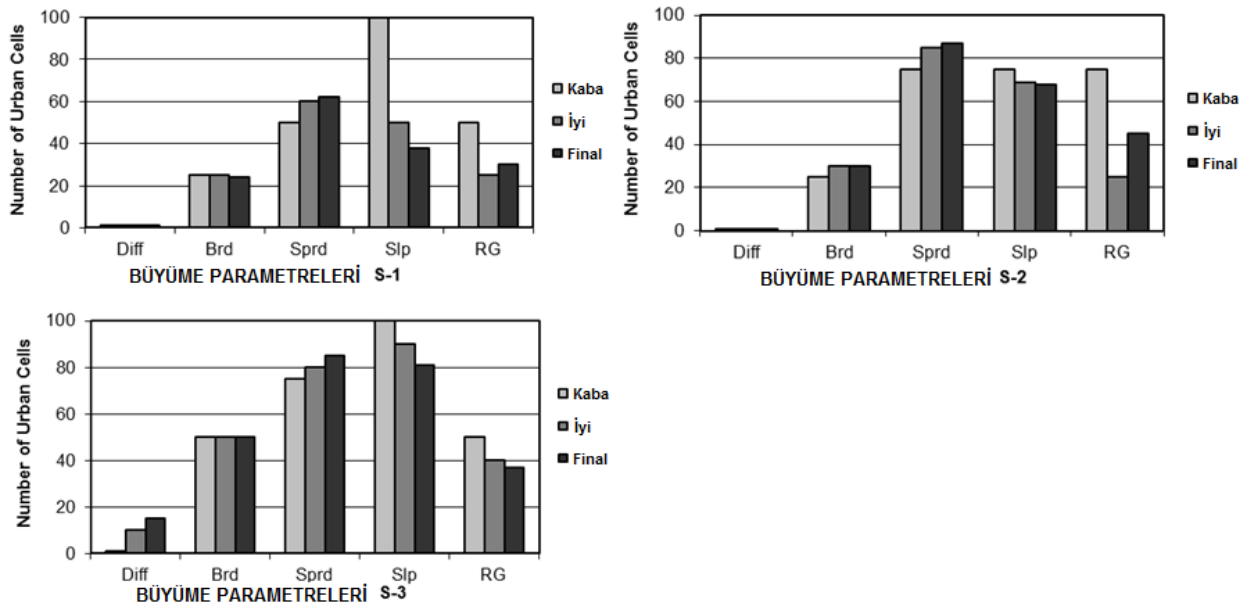 Number of Urban Cells
100
80
60
40
20
0
Diff Brd Sprd Slp RG
BÜYÜME PARAMETRELERİ S-1
Kaba
İyi
Final
Number of Urban Cells
100
80
60
40
20
0
Diff Brd Sprd Slp RG
BÜYÜME PARAMETRELERİ S-2
Kaba
İyi
Final
Number of Urban Cells
100
80
60
40
20
0
Diff Brd Sprd Slp RG
BÜYÜME PARAMETRELERİ S-3
Kaba
İyi
Final